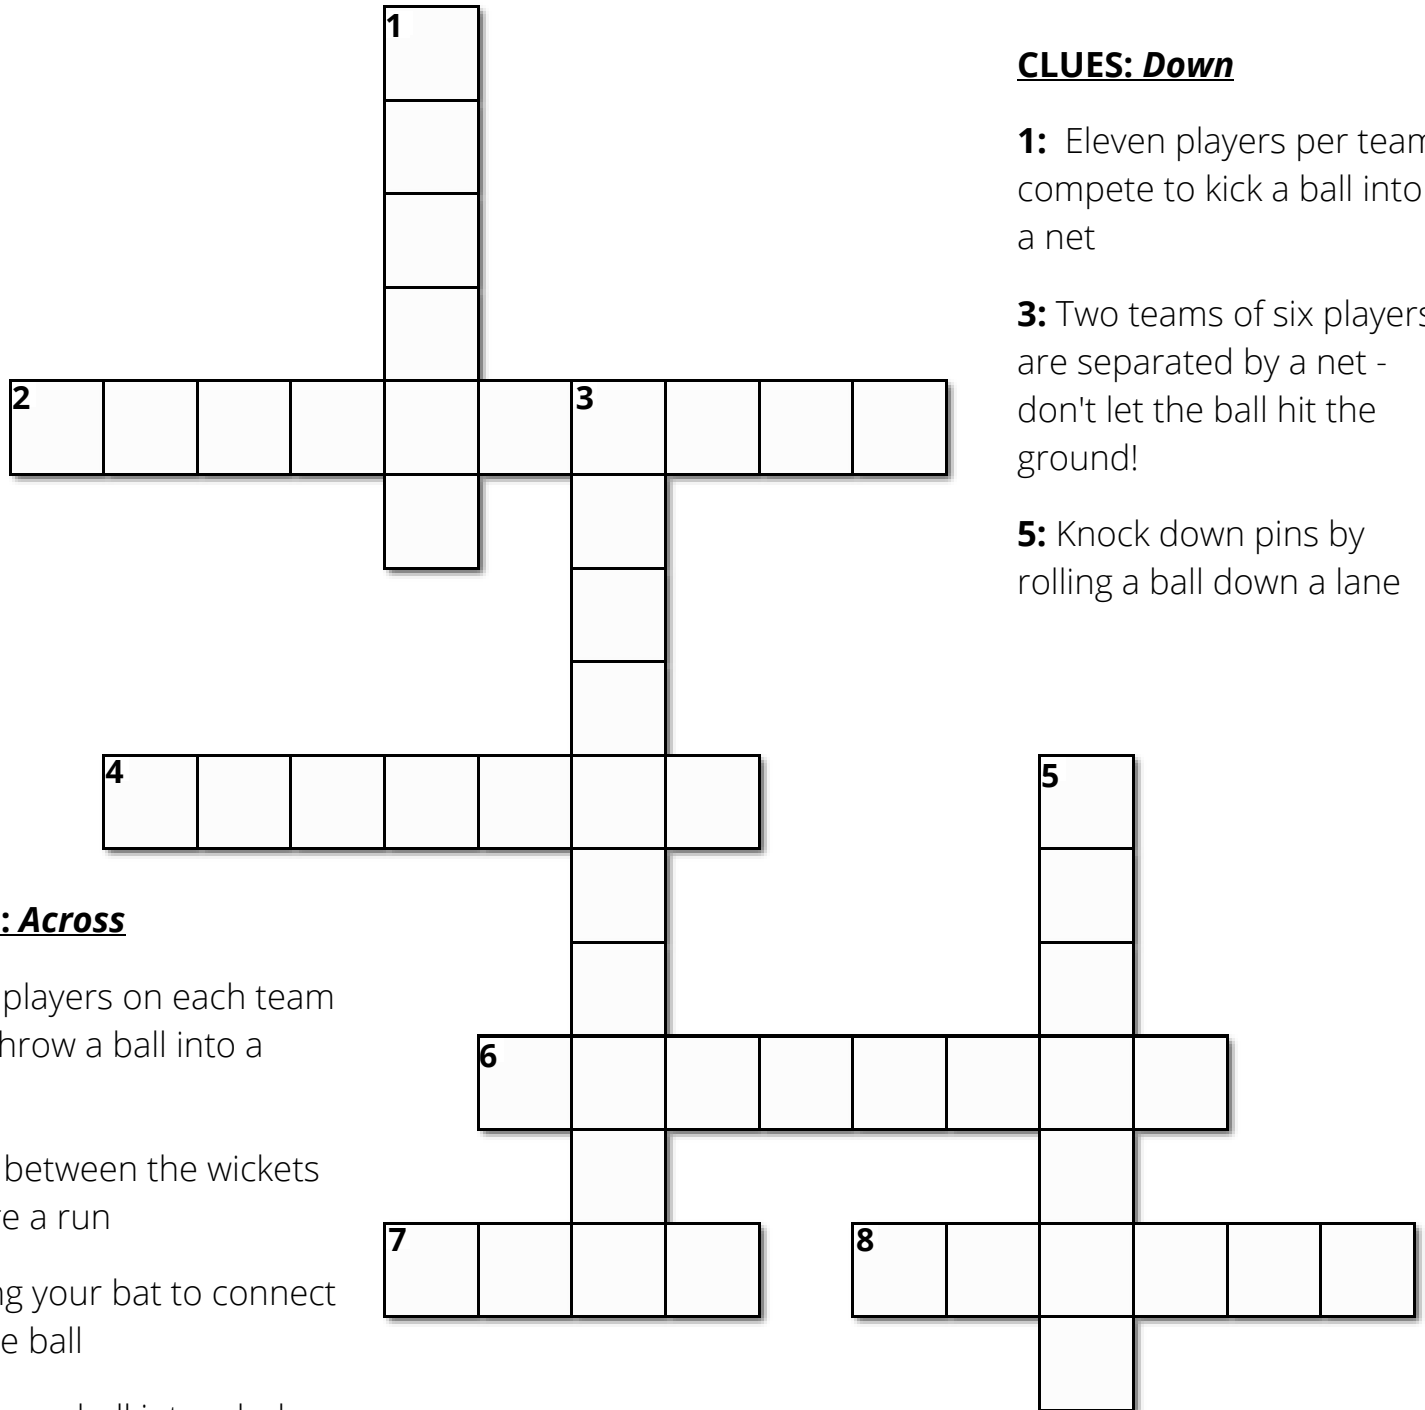 1
CLUES: Down
1: Eleven players per team
compete to kick a ball into
a net
3: Two teams of six players
are separated by a net -
don't let the ball hit the
ground!
5: Knock down pins by
rolling a ball down a lane
2
3
4
5
: Across
players on each team
throw a ball into a
between the wickets
a run
your bat to connect
ball
6
7
8